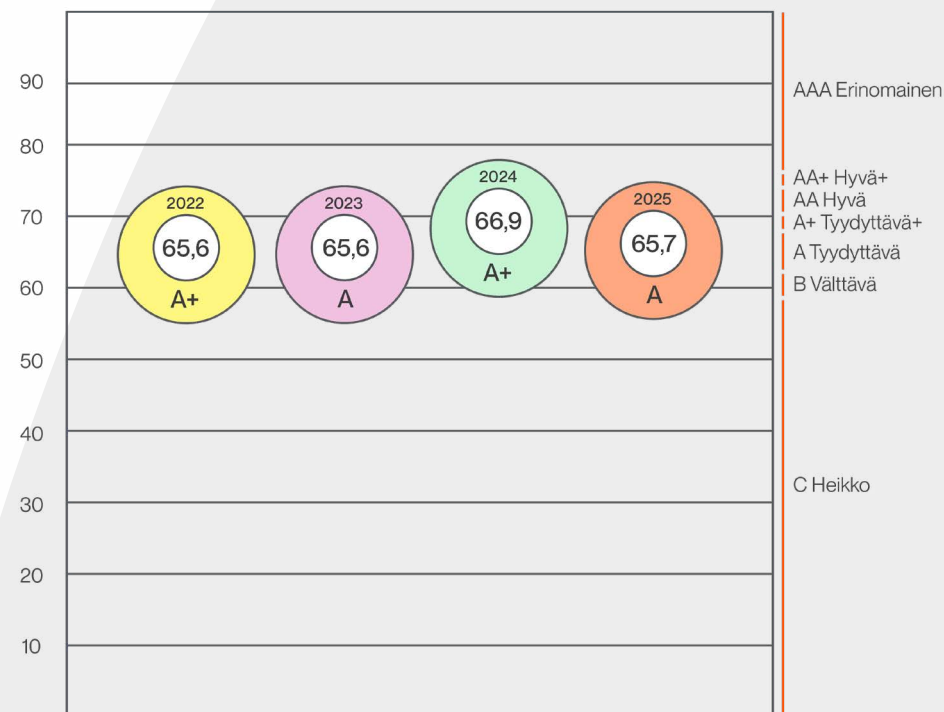 90
80
70
60
50
40
30
20
10
2022
65,6
A+
2023
65,6
A
2024
66,9
A+
2025
65,7
A
AAA Erinomainen
AA+ Hyvä+
AA Hyvä
A+ Tyydyttävä+
A Tyydyttävä
B Välttävä
C Heikko